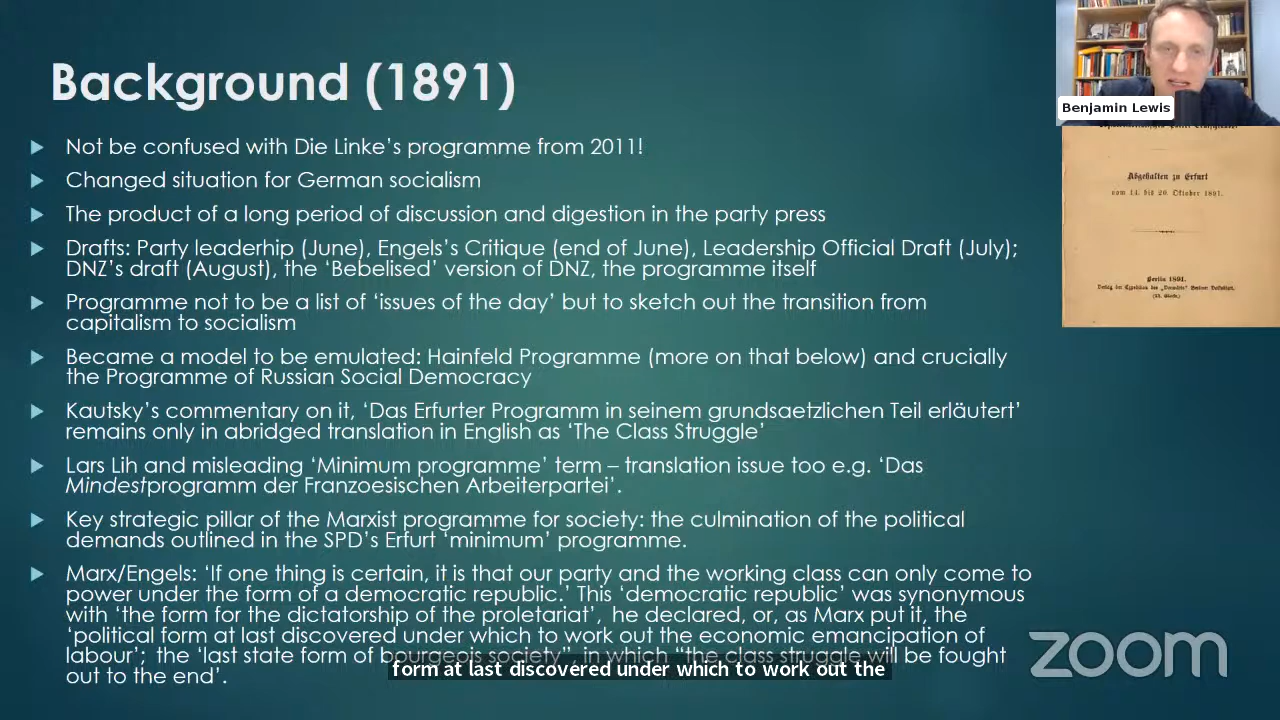 Background (1891)
Not be confused with Die Linke’s programme from 2011!
Changed situation for German socialism
The product of a long period of discussion and digestion in the party press
Drafts: Party leaderhip (June), Engels’s Critique (end of June), Leadership Official Draft (July);
DNZ’s draft (August), the ‘Bebelised’ version of DNZ, the programme itself
Programme not to be a list of ‘issues of the day’ but to sketch out the transition from
capitalism to socialism
Became a model to be emulated: Hainfeld Programme (more on that below) and crucially
the Programme of Russian Social Democracy
Kautsky’s commentary on it, ‘Das Erfurter Programm in seinem grundsaetzlichen Teil erläutert’
remains only in abridged translation in English as ‘The Class Struggle’
Lars Lih and misleading ‘Minimum programme’ term – translation issue too e.g. ‘Das
Mindestprogramm der Franzoesischen Arbeiterpartei’.
Key strategic pillar of the Marxist programme for society: the culmination of the political
demands outlined in the SPD’s Erfurt ‘minimum’ programme.
Marx/Engels: ‘If one thing is certain, it is that our party and the working class can only come to
power under the form of a democratic republic.’ This ‘democratic republic’ was synonymous
with ‘the form for the dictatorship of the proletariat’, he declared, or, as Marx put it, the
‘political form at last discovered under which to work out the economic emancipation of
labour’; the ‘last state form of bourgeois society”, in which “the class struggle will be fought
out to the end’.
form at last discovered under which to work out the
Benjamin Lewis
Abgehalten zu Erfurt
vom 14. bis 20. Oktober 1891.
Berlin 1891.
Verlag der Expedition des „Vorwärts“ Berliner Volksblatt.
zoom